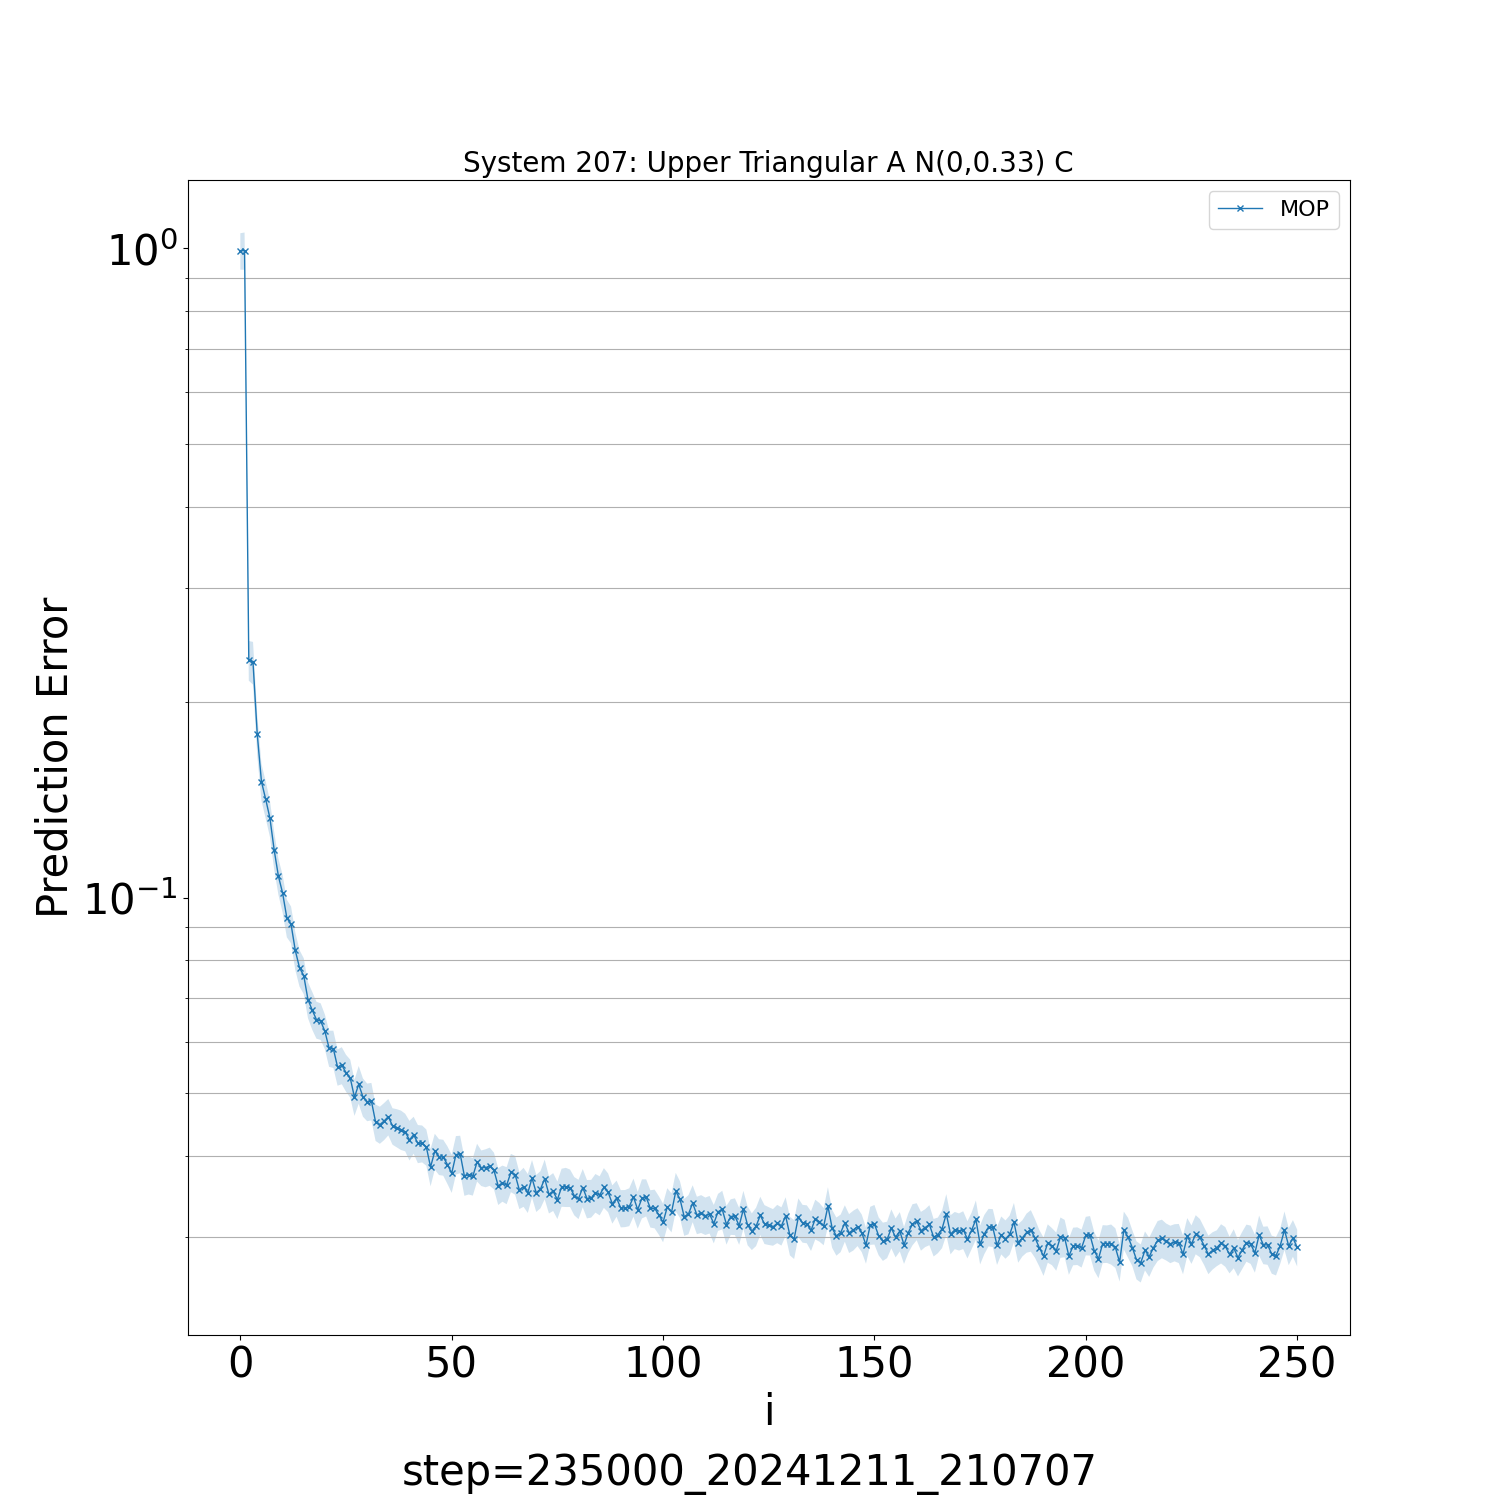 System 207: Upper Triangular A N(0,0.33) C
MOP
10⁰
10⁻¹
Prediction Error
0 50 100 150 200 250
i
step=235000_20241211_210707